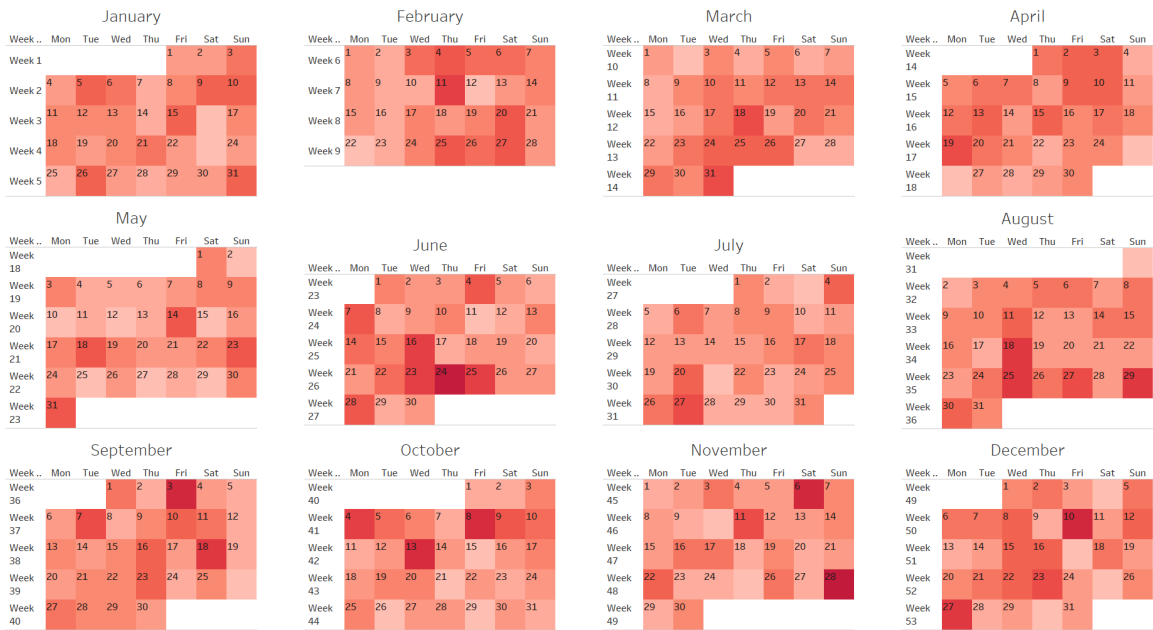 January
Week .. Mon Tue Wed Thu Fri Sat Sun
Week 1 1 2 3
Week 2 4 5 6 7 8 9 10
Week 3 11 12 13 14 15 17
Week 4 18 19 20 21 22 24
Week 5 25 26 27 28 29 30 31
February
Week .. Mon Tue Wed Thu Fri Sat Sun
Week 6 1 2 3 4 5 6 7
Week 7 8 9 10 11 12 13 14
Week 8 15 16 17 18 19 20 21
Week 9 22 23 24 25 26 27 28
March
Week .. Mon Tue Wed Thu Fri Sat Sun
Week 1 3 4 5 6 7
10
Week 8 9 10 11 12 13 14
11
Week 15 16 17 18 19 20 21
12
Week 22 23 24 25 26 27 28
13
Week 29 30 31
14
April
Week .. Mon Tue Wed Thu Fri Sat Sun
Week 1 2 3 4
14
Week 5 6 7 8 9 10 11
15
Week 12 13 14 15 16 17 18
16
Week 19 20 21 22 23 24
17
Week 27 28 29 30
18
May
Week .. Mon Tue Wed Thu Fri Sat Sun
Week 1 2
18
Week 3 4 5 6 7 8 9
19
Week 10 11 12 13 14 15 16
20
Week 17 18 19 20 21 22 23
21
Week 24 25 26 27 28 29 30
22
Week 31
23
June
Week .. Mon Tue Wed Thu Fri Sat Sun
Week 1 2 3 4 5 6
23
Week 7 8 9 10 11 12 13
24
Week 14 15 16 17 18 19 20
25
Week 21 22 23 24 25 26 27
26
Week 28 29 30
27
July
Week .. Mon Tue Wed Thu Fri Sat Sun
Week 1 2 4
27
Week 5 6 7 8 9 10 11
28
Week 12 13 14 15 16 17 18
29
Week 19 20 22 23 24 25
30
Week 26 27 28 29 30 31
31
August
Week .. Mon Tue Wed Thu Fri Sat Sun
Week
31
Week 2 3 4 5 6 7 8
32
Week 9 10 11 12 13 14 15
33
Week 16 17 18 19 20 21 22
34
Week 23 24 25 26 27 28 29
35
Week 30 31
36
September
Week .. Mon Tue Wed Thu Fri Sat Sun
Week 1 2 3 4 5
36
Week 6 7 8 9 10 11 12
37
Week 13 14 15 16 17 18 19
38
Week 20 21 22 23 24 25
39
Week 27 28 29 30
40
October
Week .. Mon Tue Wed Thu Fri Sat Sun
Week 1 2 3
40
Week 4 5 6 7 8 9 10
41
Week 11 12 13 14 15 16 17
42
Week 18 19 20 21 22 23 24
43
Week 25 26 27 28 29 30 31
44
November
Week .. Mon Tue Wed Thu Fri Sat Sun
Week 1 2 3 4 5 6 7
45
Week 8 9 11 12 13 14
46
Week 15 16 17 18 19 20 21
47
Week 22 23 24 24 26 27 28
48
Week 29 30
49
December
Week .. Mon Tue Wed Thu Fri Sat Sun
Week 1 2 3 5
49
Week 6 7 8 9 10 11 12
50
Week 13 14 15 16 18 19
51
Week 20 21 22 23 24 26
52
Week 27 28 29 31
53